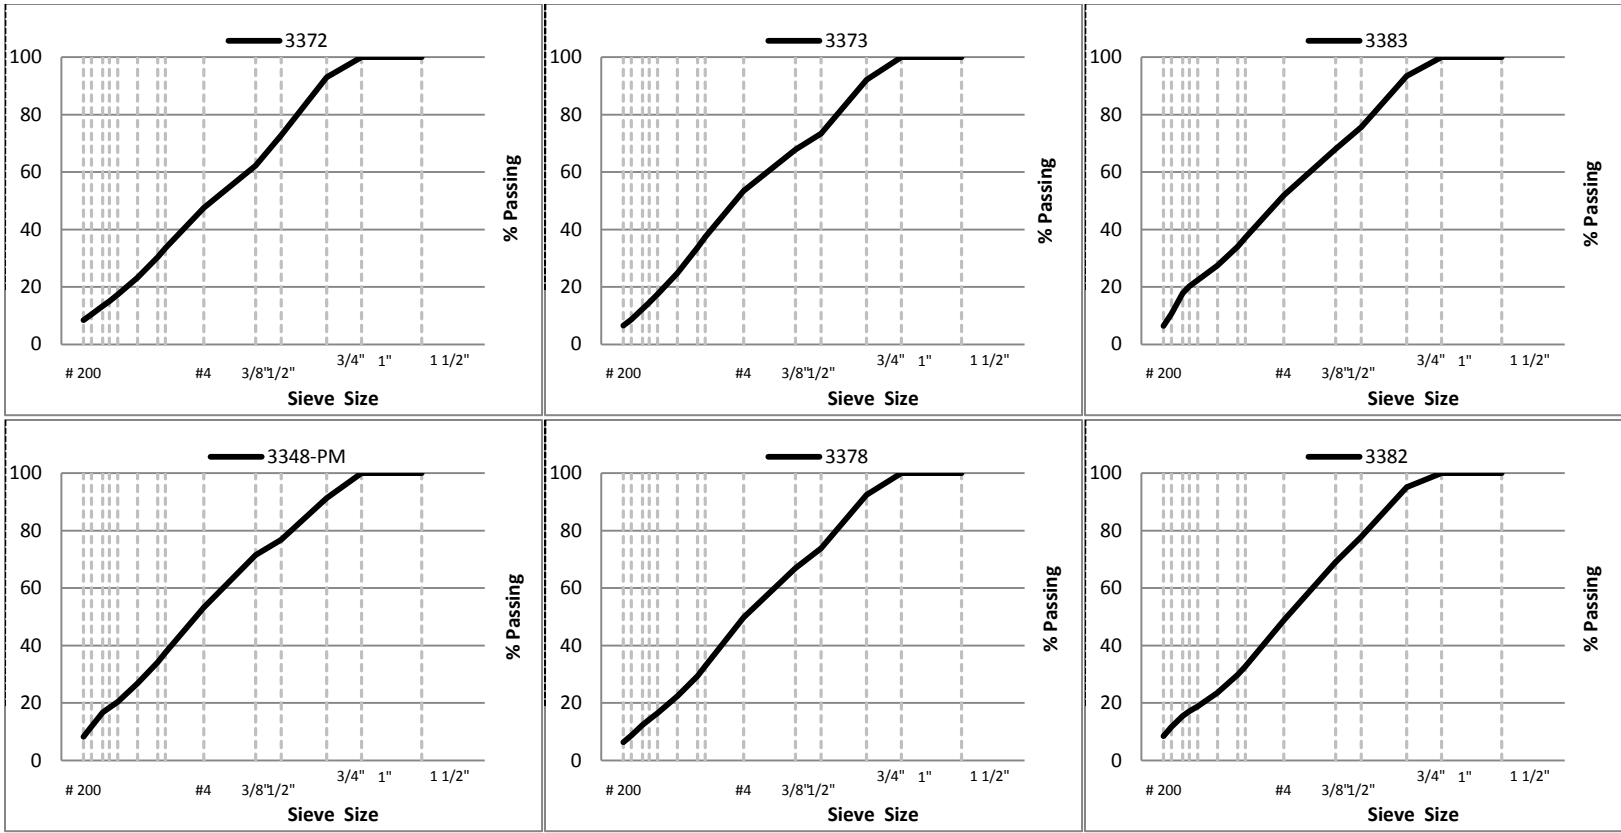 3372
100
80
60
40
20
0
% Passing
3/4" 1" 1 1/2"
# 200 #4 3/8" 1/2"
Sieve Size
3373
100
80
60
40
20
0
% Passing
3/4" 1" 1 1/2"
# 200 #4 3/8" 1/2"
Sieve Size
3383
100
80
60
40
20
0
% Passing
3/4" 1" 1 1/2"
# 200 #4 3/8" 1/2"
Sieve Size
3348-PM
100
80
60
40
20
0
% Passing
3/4" 1" 1 1/2"
# 200 #4 3/8" 1/2"
Sieve Size
3378
100
80
60
40
20
0
% Passing
3/4" 1" 1 1/2"
# 200 #4 3/8" 1/2"
Sieve Size
3382
100
80
60
40
20
0
% Passing
3/4" 1" 1 1/2"
# 200 #4 3/8" 1/2"
Sieve Size